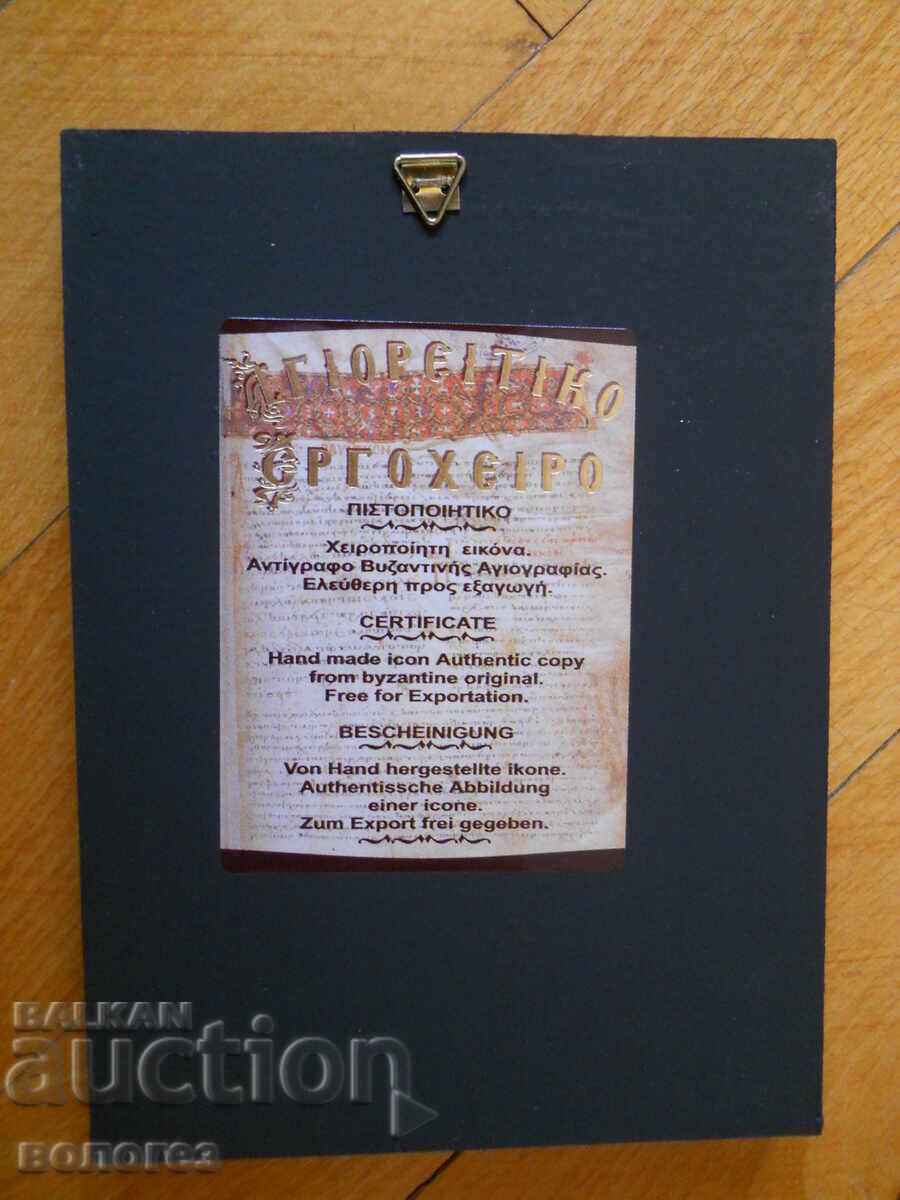 ΑΓΙΟΡΕΙΤΙΚΟ
ΕΡΓΟΧΕΙΡΟ
ΠΙΣΤΟΠΟΙΗΤΙΚΟ
Χειροποίητη εικόνα.
Αντίγραφο Βυζαντινής Αγιογραφίας.
Ελεύθερη προς εξαγωγή.
CERTIFICATE
Hand made icon Authentic copy
from byzantine original.
Free for Exportation.
BESCHEINIGUNG
Von Hand hergestellte ikone.
Authentissche Abbildung
einer icone.
Zum Export frei gegeben.
BALKAN
auction
волоrез